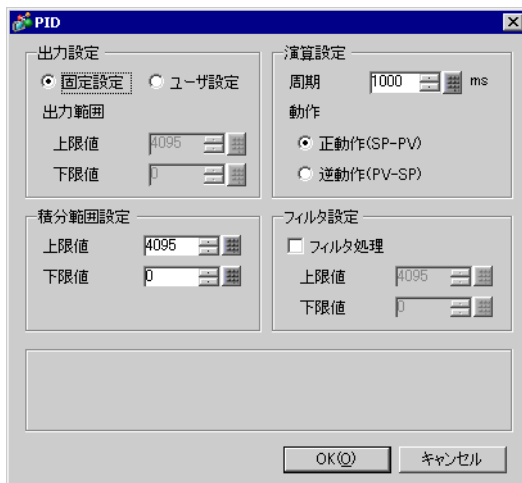 PID
出力設定
固定設定 ユーザ設定
出力範囲
上限値 4095
下限値 0
演算設定
周期 1000 ms
動作
正動作(SP-PV)
逆動作(PV-SP)
積分範囲設定
上限値 4095
下限値 0
フィルタ設定
フィルタ処理
上限値 4095
下限値 0
OK(O) キャンセル